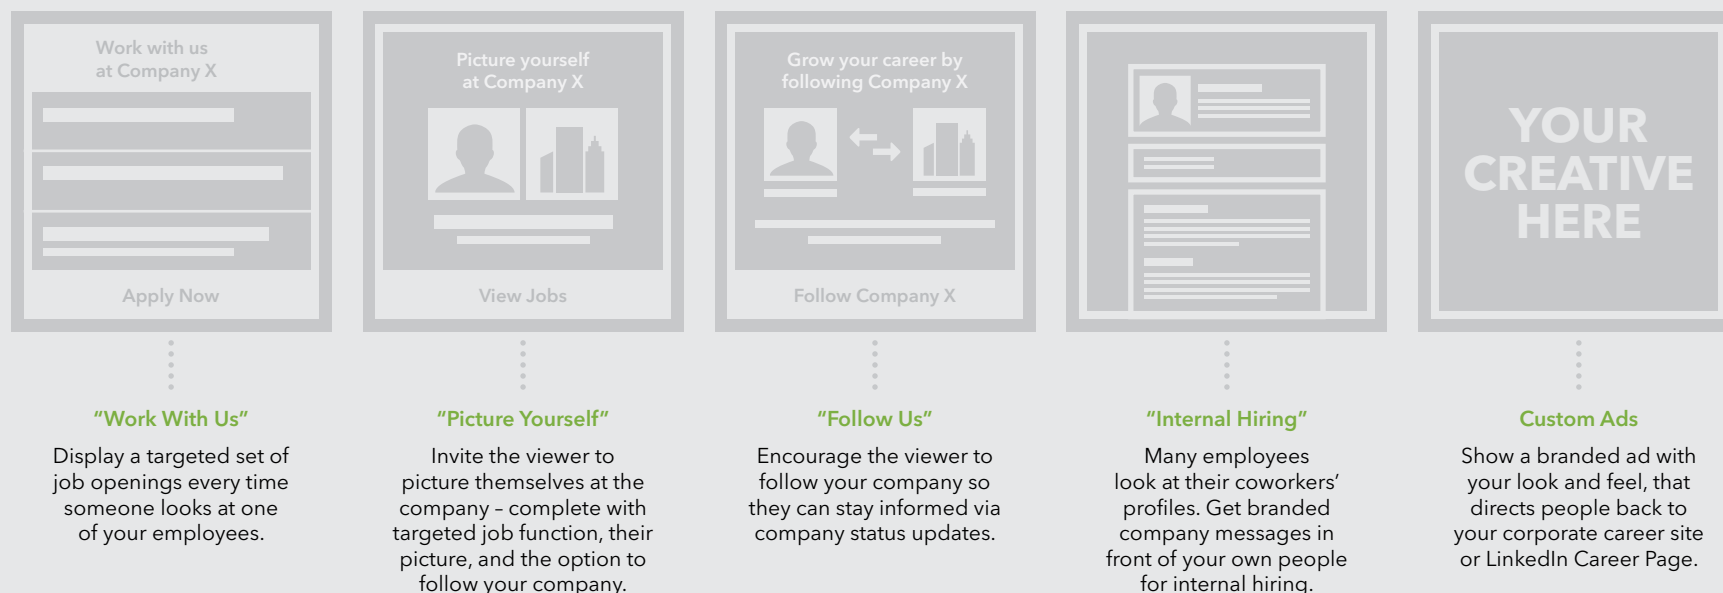 Work with us
at Company X
Apply Now
Picture yourself
at Company X
View Jobs
Grow your career by
following Company X
Follow Company X
YOUR
CREATIVE
HERE
“Work With Us”
Display a targeted set of
job openings every time
someone looks at one
of your employees.
“Picture Yourself”
Invite the viewer to
picture themselves at the
company – complete with
targeted job function, their
picture, and the option to
follow your company.
“Follow Us”
Encourage the viewer to
follow your company so
they can stay informed via
company status updates.
“Internal Hiring”
Many employees
look at their coworkers’
profiles. Get branded
company messages in
front of your own people
for internal hiring.
Custom Ads
Show a branded ad with
your look and feel, that
directs people back to
your corporate career site
or LinkedIn Career Page.